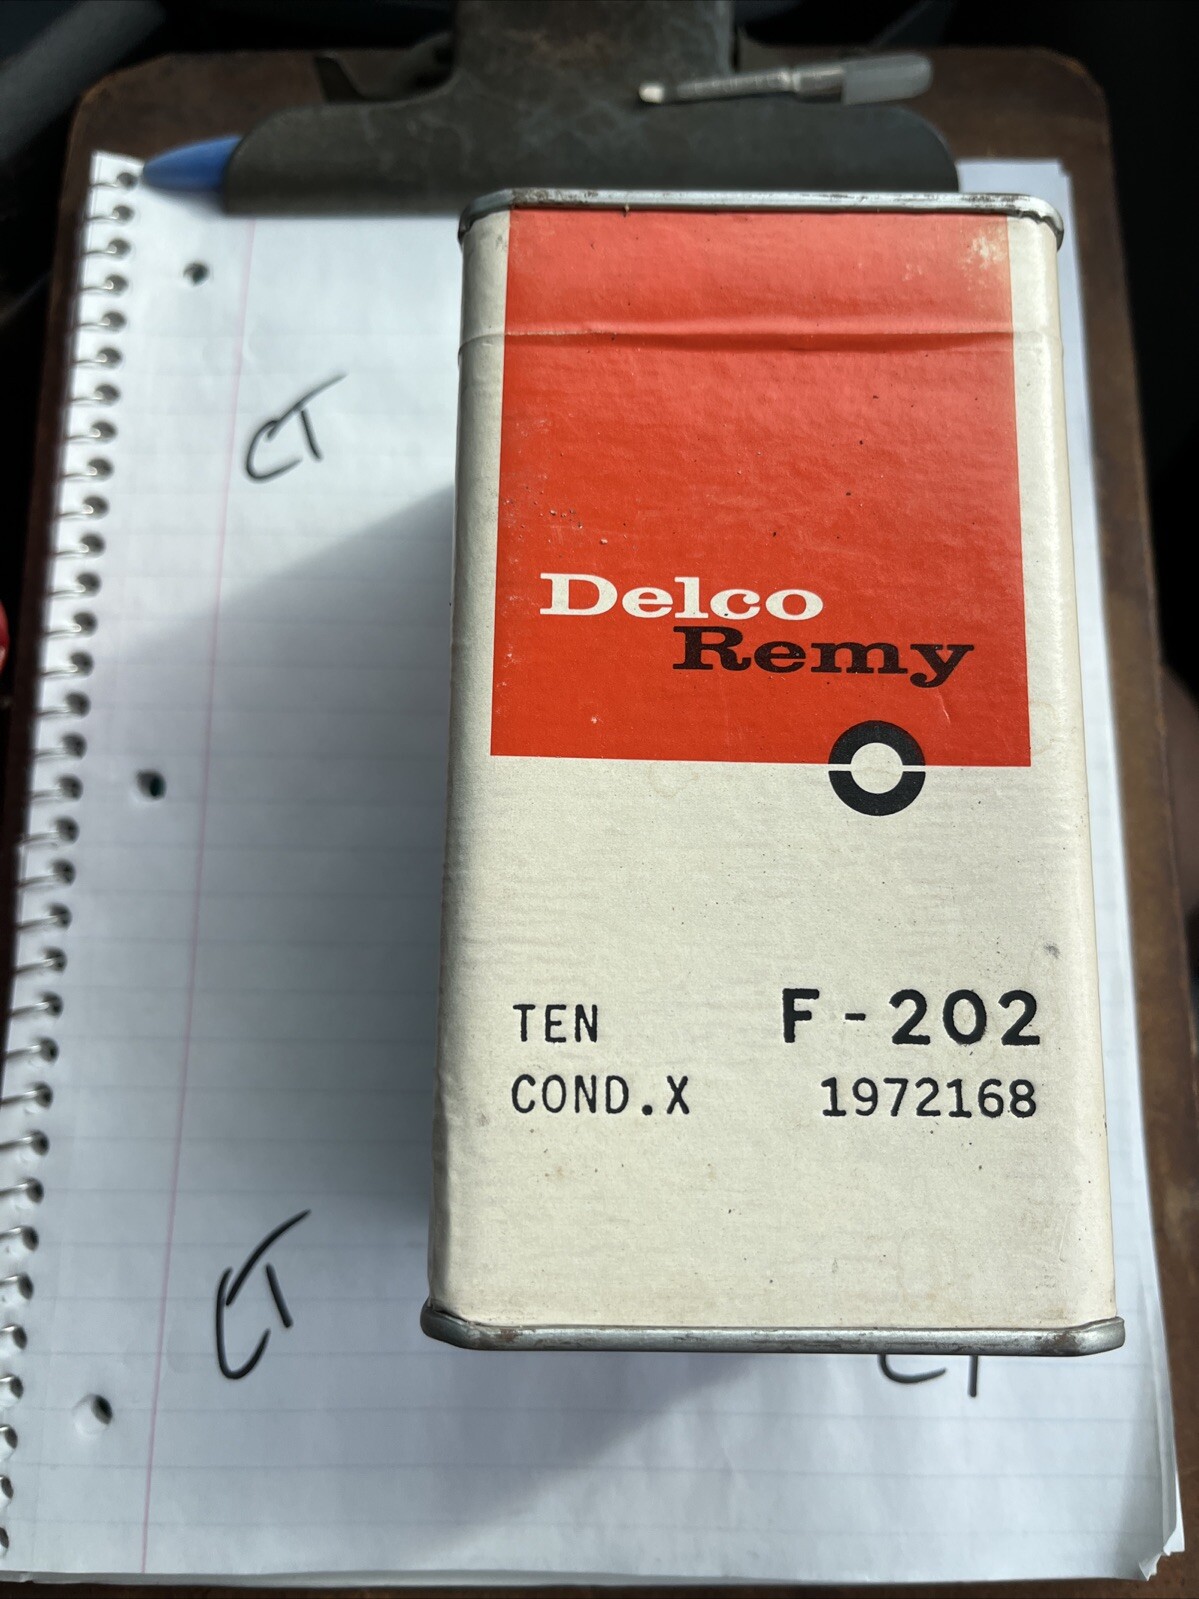 CT
Delco
Remy
TEN F-202
COND.X 1972168
CT
CT